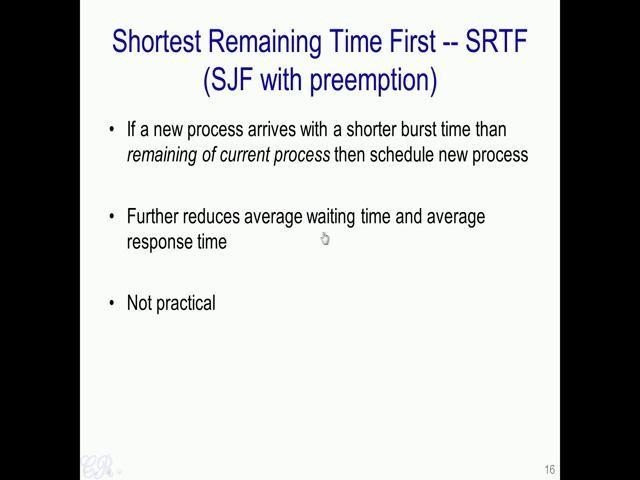 Shortest Remaining Time First -- SRTF
(SJF with preemption)
• If a new process arrives with a shorter burst time than
remaining of current process then schedule new process
• Further reduces average waiting time and average
response time
• Not practical
CR
16